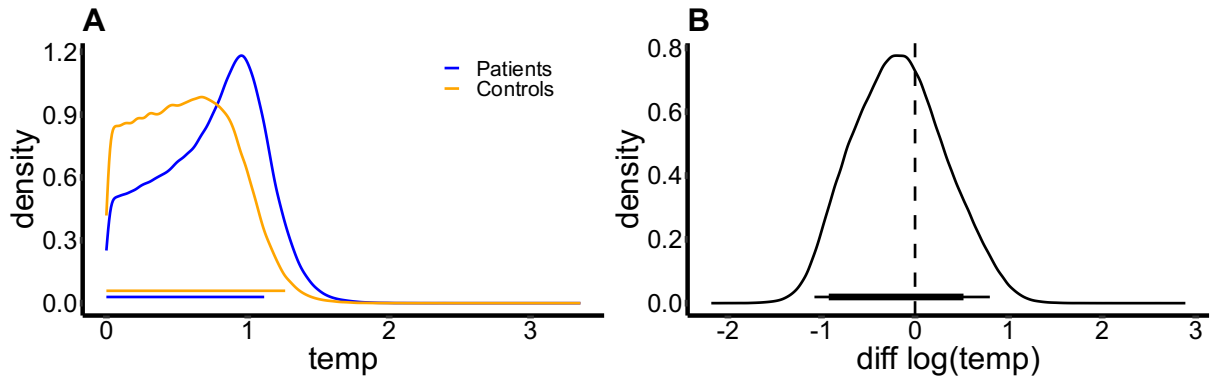 A
density
1.2
0.9
0.6
0.3
0.0
Patients
Controls
0 1 2 3
temp
B
density
0.8
0.6
0.4
0.2
0.0
-2 -1 0 1 2 3
diff log(temp)